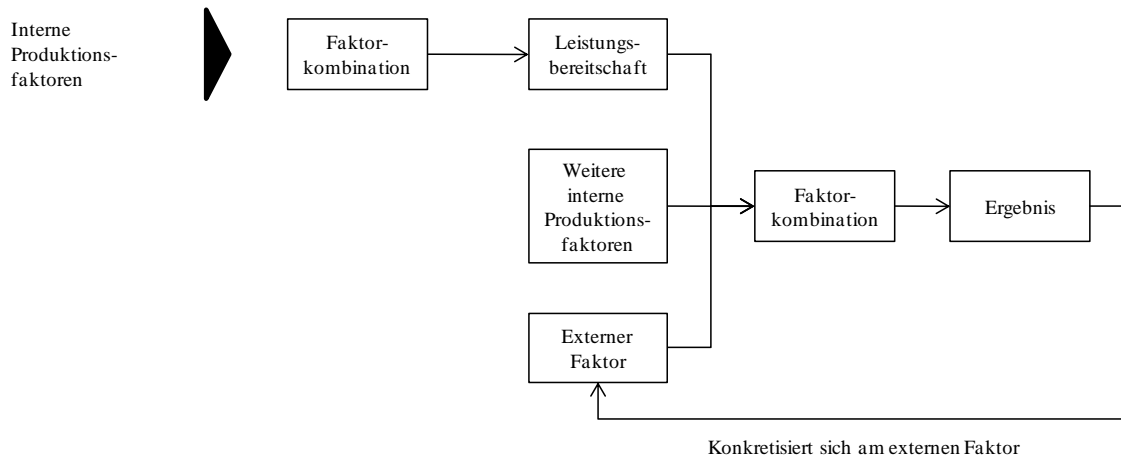 Interne
Produktions-
faktoren
Faktor-
kombination
Leistungs-
bereitschaft
Weitere
interne
Produktions-
faktoren
Faktor-
kombination
Ergebnis
Externer
Faktor
Konkretisiert sich am externen Faktor